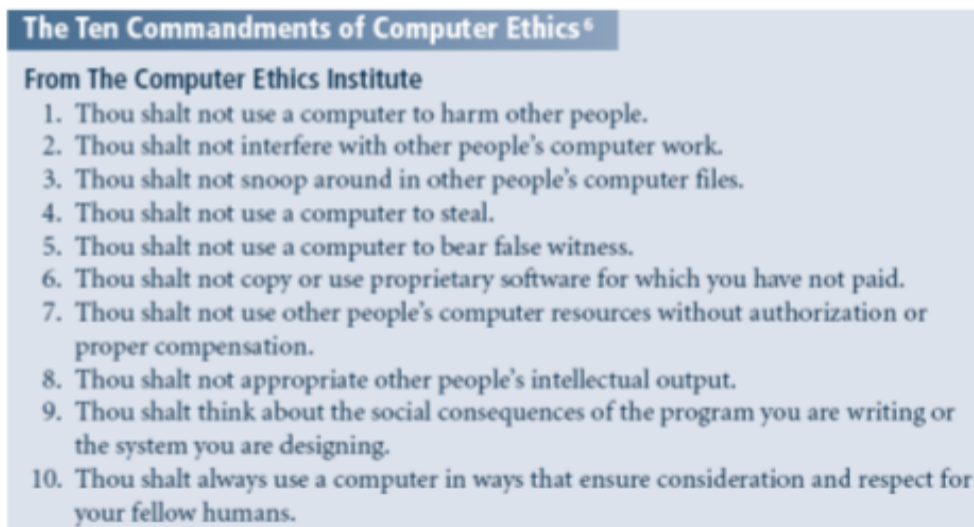 The Ten Commandments of Computer Ethics⁶
From The Computer Ethics Institute
1. Thou shalt not use a computer to harm other people.
2. Thou shalt not interfere with other people's computer work.
3. Thou shalt not snoop around in other people's computer files.
4. Thou shalt not use a computer to steal.
5. Thou shalt not use a computer to bear false witness.
6. Thou shalt not copy or use proprietary software for which you have not paid.
7. Thou shalt not use other people's computer resources without authorization or
proper compensation.
8. Thou shalt not appropriate other people's intellectual output.
9. Thou shalt think about the social consequences of the program you are writing or
the system you are designing.
10. Thou shalt always use a computer in ways that ensure consideration and respect for
your fellow humans.